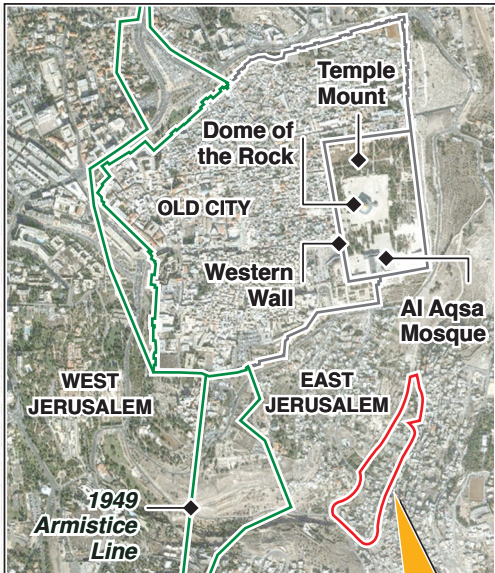 Temple
Mount
Dome of
the Rock
OLD CITY
Western
Wall
Al Aqsa
Mosque
WEST
JERUSALEM
EAST
JERUSALEM
1949
Armistice
Line